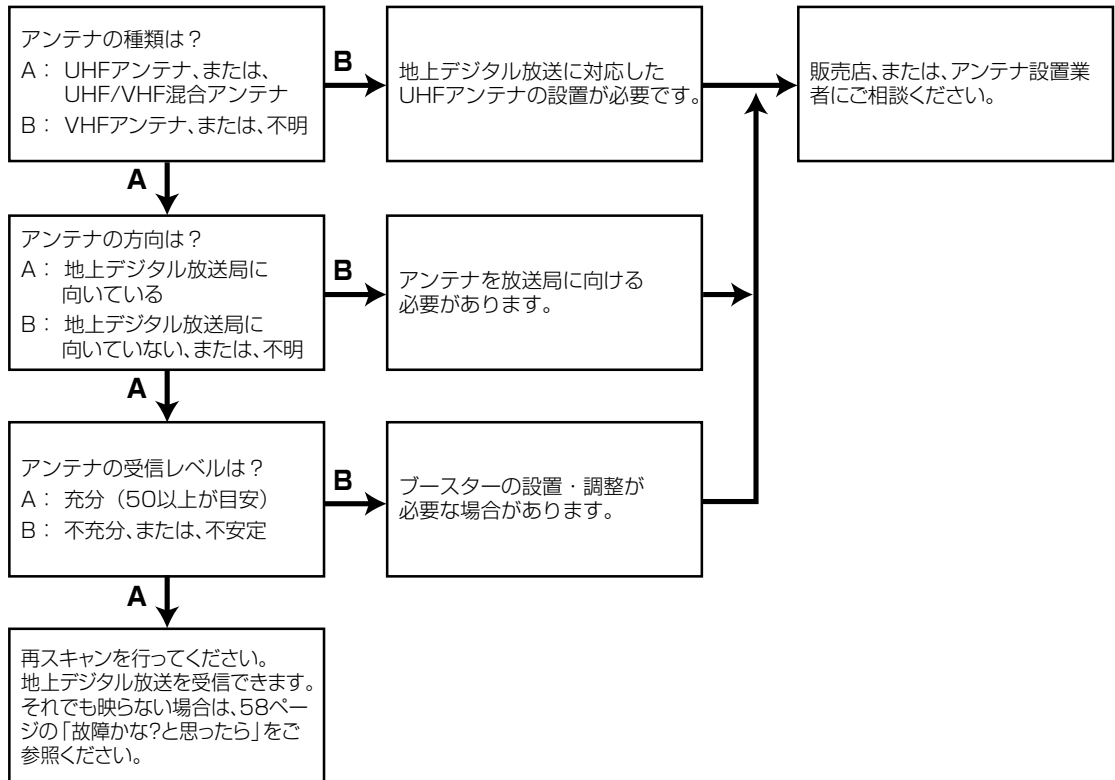 アンテナの種類は？
A： UHFアンテナ、または、
UHF/VHF混合アンテナ
B： VHFアンテナ、または、不明
B
地上デジタル放送に対応した
UHFアンテナの設置が必要です。
販売店、または、アンテナ設置業
者にご相談ください。
A
アンテナの方向は？
A： 地上デジタル放送局に
向いている
B： 地上デジタル放送局に
向いていない、または、不明
B
アンテナを放送局に向ける
必要があります。
A
アンテナの受信レベルは？
A： 充分（50以上が目安）
B： 不充分、または、不安定
B
ブースターの設置・調整が
必要な場合があります。
A
再スキャンを行ってください。
地上デジタル放送を受信できます。
それでも映らない場合は、58ペー
ジの「故障かな?と思ったら」をご
参照ください。